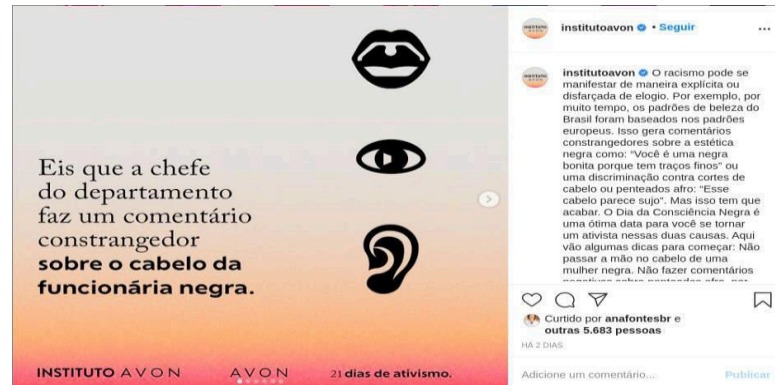 Eis que a chefe
do departamento
faz um comentário
constrangedor
sobre o cabelo da
funcionária negra.
INSTITUTO AVON
AVON
21 dias de ativismo.
institutoavon • Seguir
institutoavon O racismo pode se
manifestar de maneira explícita ou
disfarçada de elogio. Por exemplo, por
muito tempo, os padrões de beleza do
Brasil foram baseados nos padrões
europeus. Isso gera comentários
constrangedores sobre a estética
negra como: "Você é uma negra
bonita porque tem traços finos" ou
uma discriminação contra cortes de
cabelo ou penteados afro: "Esse
cabelo parece sujo". Mas isso tem que
acabar. O Dia da Consciência Negra é
uma ótima data para você se tornar
um ativista nessas duas causas. Aqui
vão algumas dicas para começar: Não
passar a mão no cabelo de uma
mulher negra. Não fazer comentários
Curtido por anafontesbr e
outras 5.683 pessoas
HÁ 2 DIAS
Adicione um comentário...
Publicar